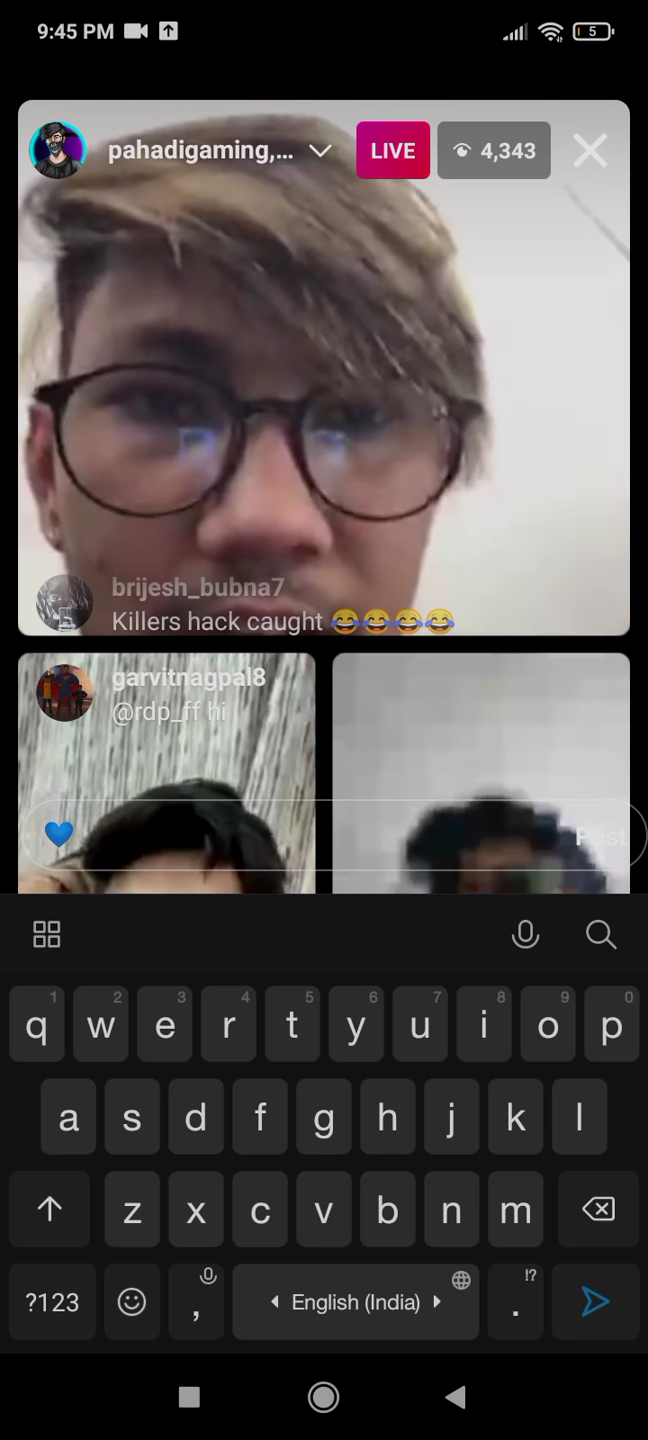 9:45 PM
5
pahadigaming,...
LIVE
4,343
brijesh_bubna7
Killers hack caught 😂😂😂😂
garvitnagpal8
@rdp_ff hi
💙
Post
1 2 3 4 5 6 7 8 9 0
q w e r t y u i o p
a s d f g h j k l
z x c v b n m
!?
?123 , English (India) .